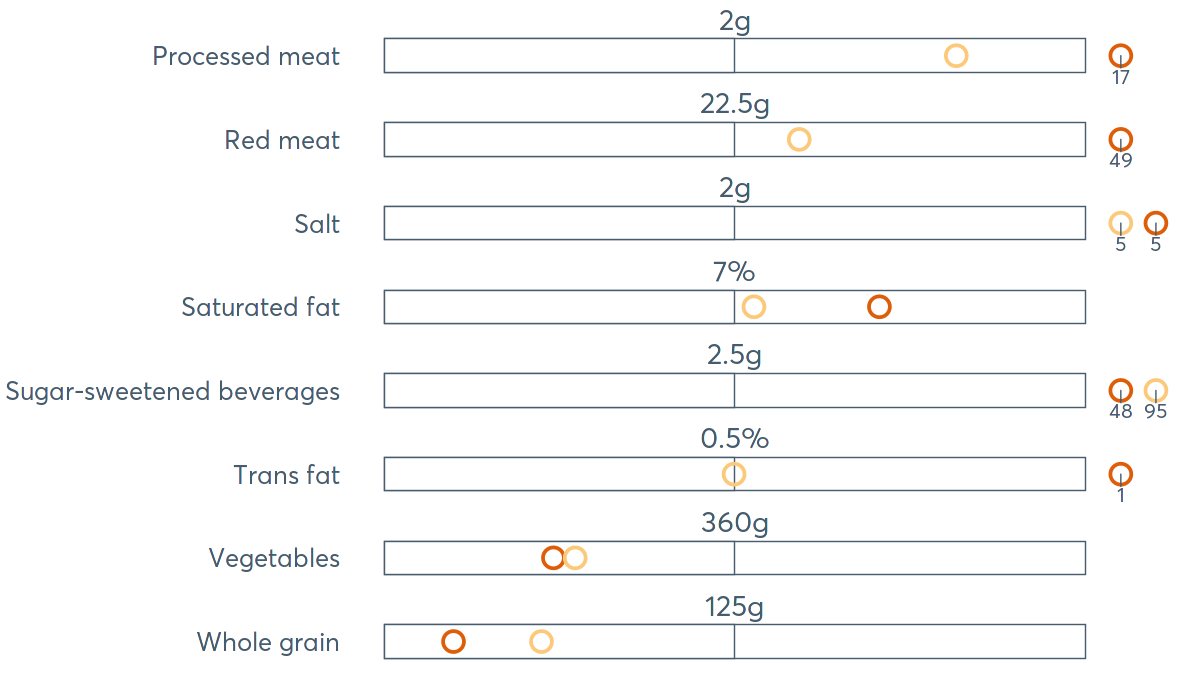 2g
Processed meat
17
22.5g
Red meat
49
2g
Salt
5 5
7%
Saturated fat
2.5g
Sugar-sweetened beverages
48 95
0.5%
Trans fat
1
360g
Vegetables
125g
Whole grain